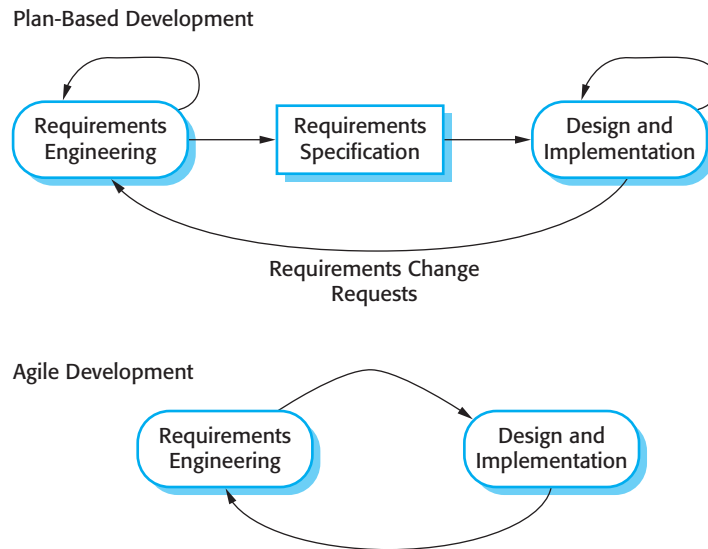 Plan-Based Development
Requirements
Engineering
Requirements
Specification
Design and
Implementation
Requirements Change
Requests
Agile Development
Requirements
Engineering
Design and
Implementation